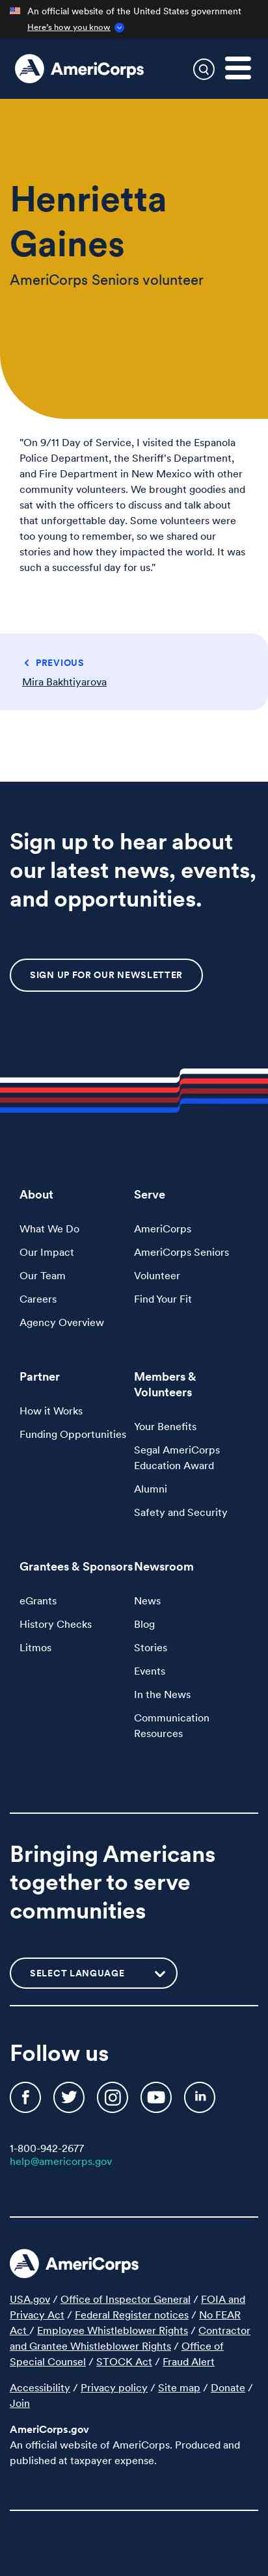 An official website of the United States government
Here's how you know
AmeriCorps
Henrietta
Gaines
AmeriCorps Seniors volunteer
"On 9/11 Day of Service, I visited the Espanola
Police Department, the Sheriff's Department,
and Fire Department in New Mexico with other
community volunteers. We brought goodies and
sat with the officers to discuss and talk about
that unforgettable day. Some volunteers were
too young to remember, so we shared our
stories and how they impacted the world. It was
such a successful day for us."
PREVIOUS
Mira Bakhtiyarova
Sign up to hear about
our latest news, events,
and opportunities.
SIGN UP FOR OUR NEWSLETTER
About
What We Do
Our Impact
Our Team
Careers
Agency Overview
Serve
AmeriCorps
AmeriCorps Seniors
Volunteer
Find Your Fit
Partner
How it Works
Funding Opportunities
Members &
Volunteers
Your Benefits
Segal AmeriCorps
Education Award
Alumni
Safety and Security
Grantees & Sponsors
eGrants
History Checks
Litmos
Newsroom
News
Blog
Stories
Events
In the News
Communication
Resources
Bringing Americans
together to serve
communities
SELECT LANGUAGE
Follow us
1-800-942-2677
help@americorps.gov
AmeriCorps
USA.gov / Office of Inspector General / FOIA and
Privacy Act / Federal Register notices / No FEAR
Act / Employee Whistleblower Rights / Contractor
and Grantee Whistleblower Rights / Office of
Special Counsel / STOCK Act / Fraud Alert
Accessibility / Privacy policy / Site map / Donate /
Join
AmeriCorps.gov
An official website of AmeriCorps. Produced and
published at taxpayer expense.